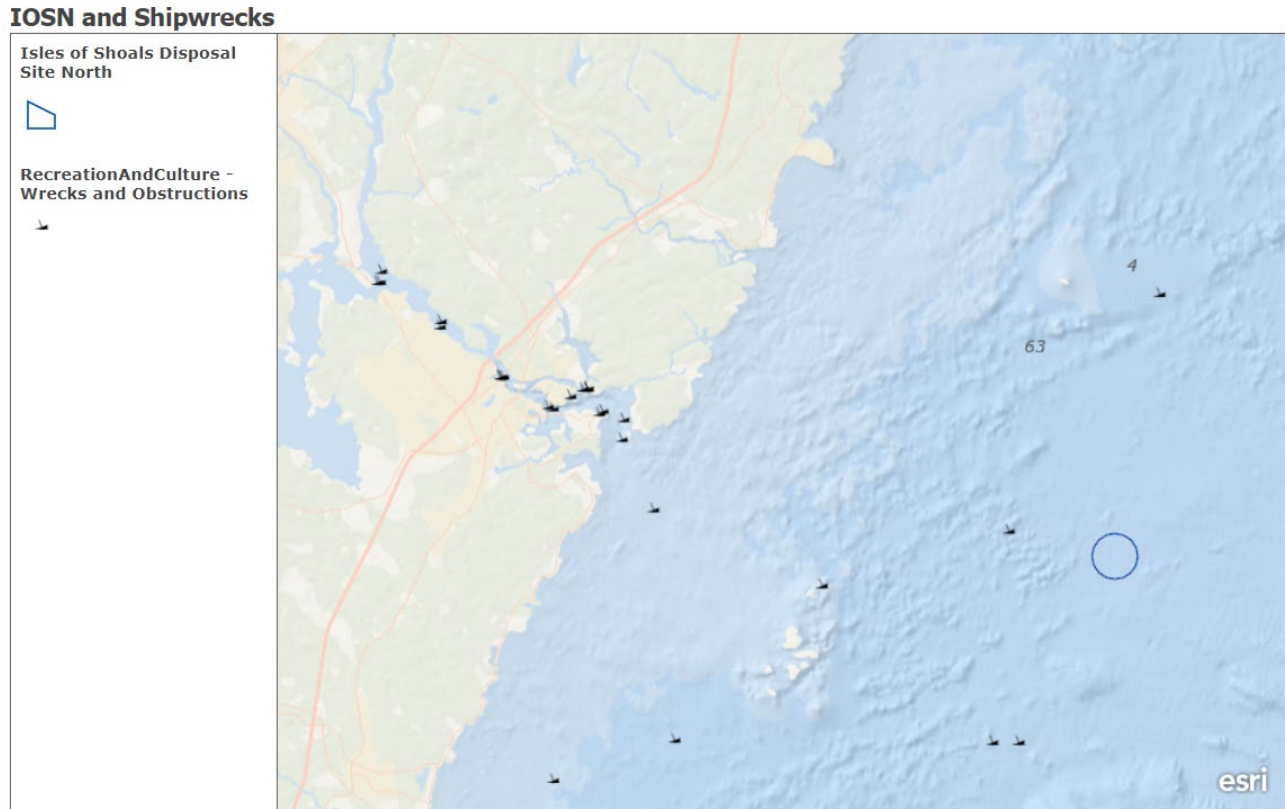 IOSN and Shipwrecks
Isles of Shoals Disposal
Site North
RecreationAndCulture -
Wrecks and Obstructions
4
63
esri